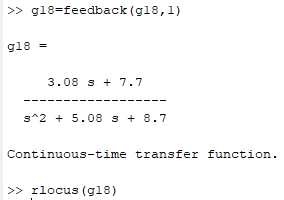 >> g18=feedback(g18,1)
g18 =
3.08 s + 7.7
------------------
s^2 + 5.08 s + 8.7
Continuous-time transfer function.
>> rlocus(g18)